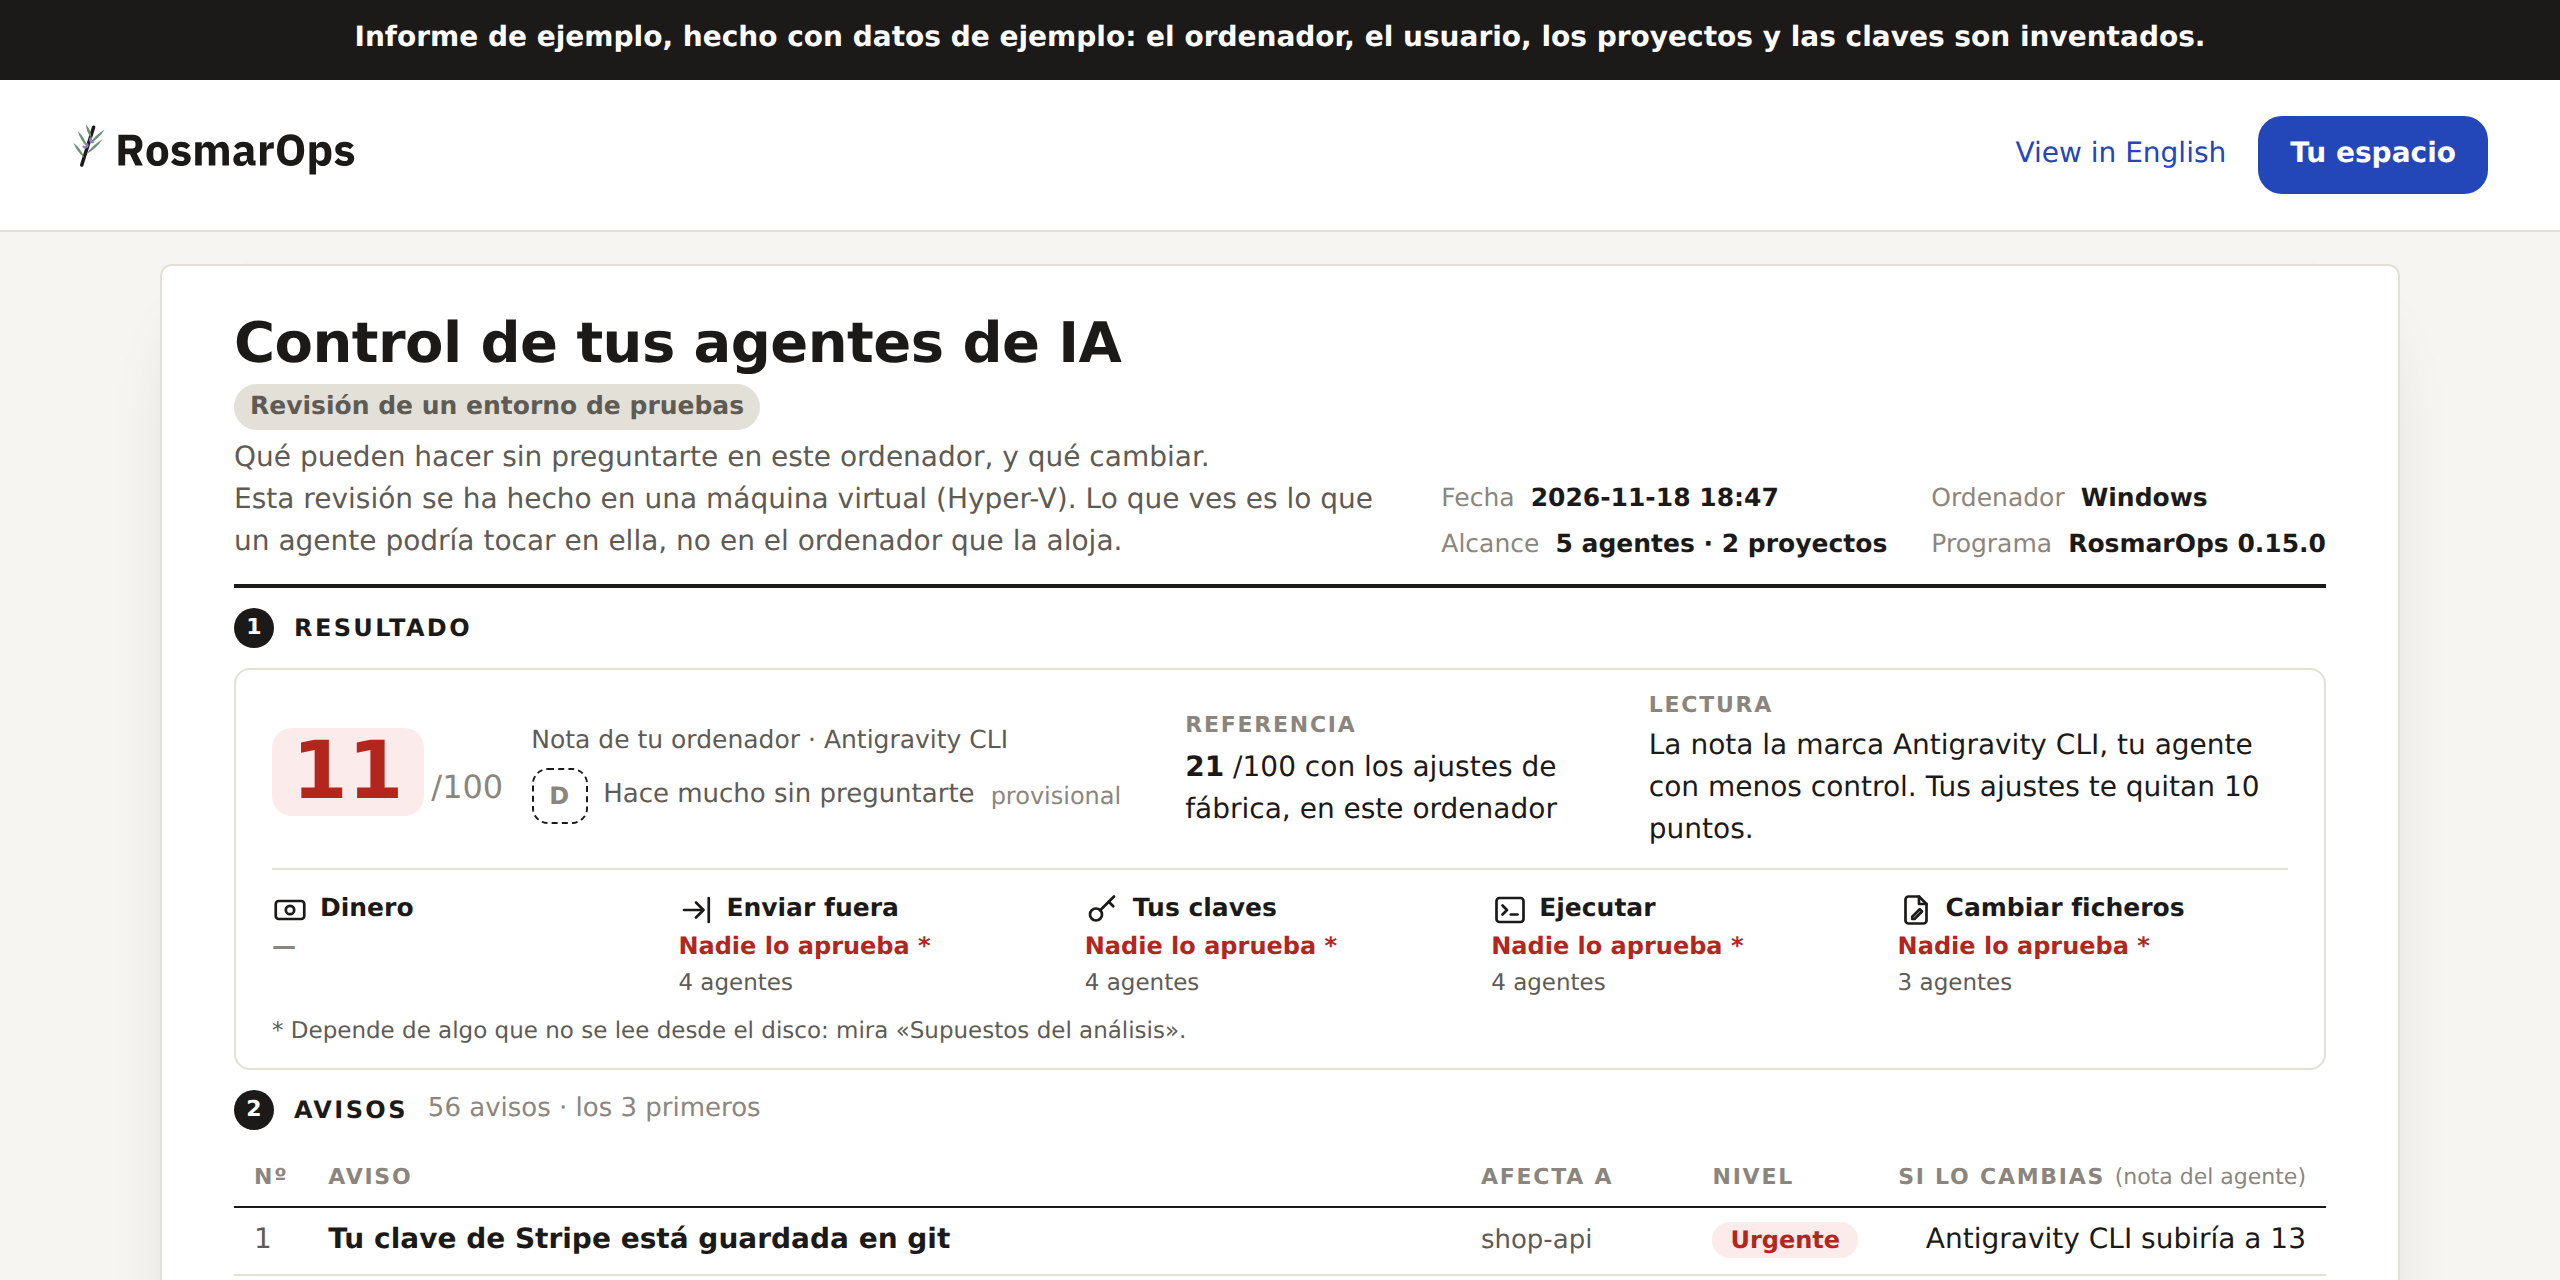 Informe de ejemplo, hecho con datos de ejemplo: el ordenador, el usuario, los proyectos y las claves son inventados.
RosmarOps
View in English
Tu espacio
Control de tus agentes de IA
Revisión de un entorno de pruebas
Qué pueden hacer sin preguntarte en este ordenador, y qué cambiar.
Esta revisión se ha hecho en una máquina virtual (Hyper-V). Lo que ves es lo que
un agente podría tocar en ella, no en el ordenador que la aloja.
Fecha 2026-11-18 18:47
Ordenador Windows
Alcance 5 agentes · 2 proyectos
Programa RosmarOps 0.15.0
1 RESULTADO
11 /100
Nota de tu ordenador · Antigravity CLI
D Hace mucho sin preguntarte provisional
REFERENCIA
21 /100 con los ajustes de
fábrica, en este ordenador
LECTURA
La nota la marca Antigravity CLI, tu agente
con menos control. Tus ajustes te quitan 10
puntos.
Dinero
—
Enviar fuera
Nadie lo aprueba *
4 agentes
Tus claves
Nadie lo aprueba *
4 agentes
Ejecutar
Nadie lo aprueba *
4 agentes
Cambiar ficheros
Nadie lo aprueba *
3 agentes
* Depende de algo que no se lee desde el disco: mira «Supuestos del análisis».
2 AVISOS 56 avisos · los 3 primeros
Nº AVISO AFECTA A NIVEL SI LO CAMBIAS (nota del agente)
1 Tu clave de Stripe está guardada en git shop-api Urgente Antigravity CLI subiría a 13